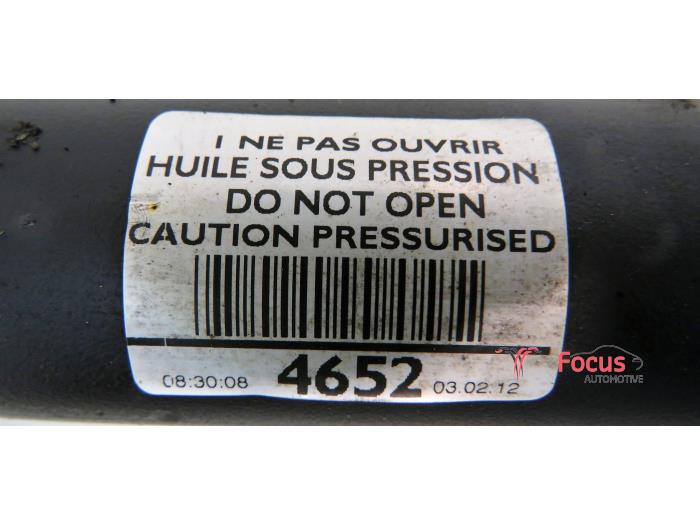 ! NE PAS OUVRIR
HUILE SOUS PRESSION
DO NOT OPEN
CAUTION PRESSURISED
08:30:08 4652 03.02.12
Focus
AUTOMOTIVE